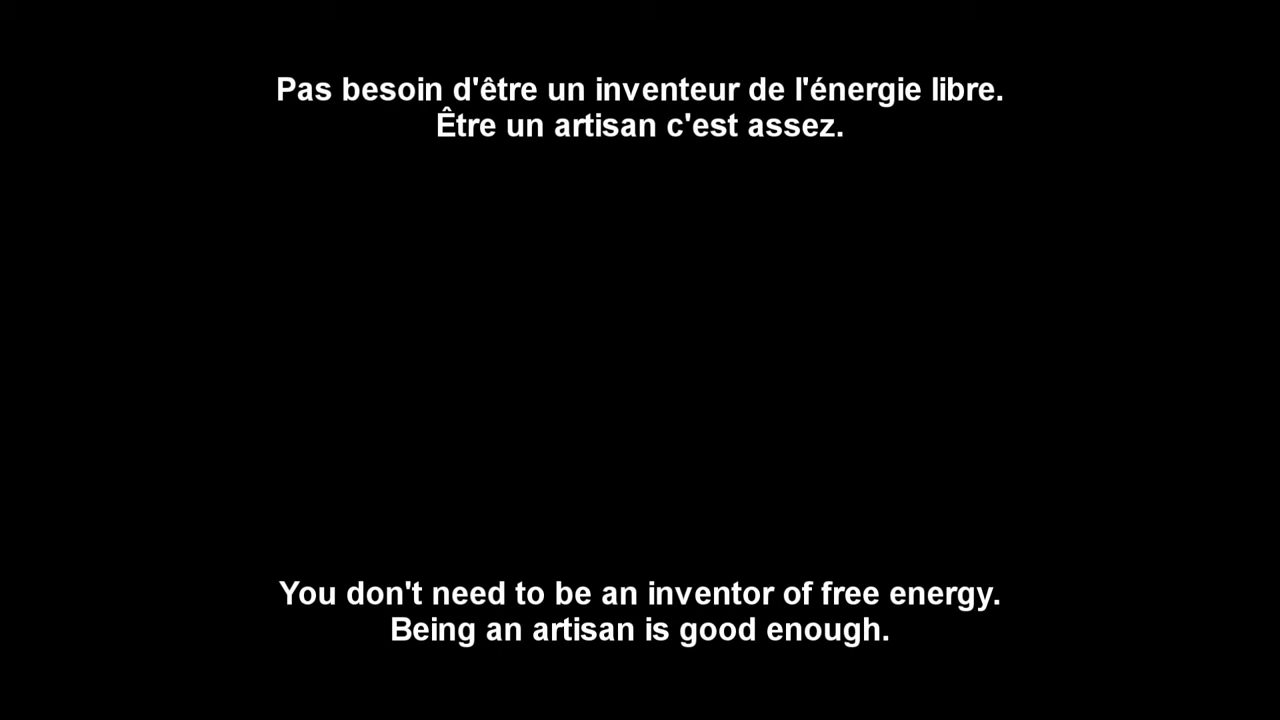 Pas besoin d'être un inventeur de l'énergie libre.
Être un artisan c'est assez.
You don't need to be an inventor of free energy.
Being an artisan is good enough.